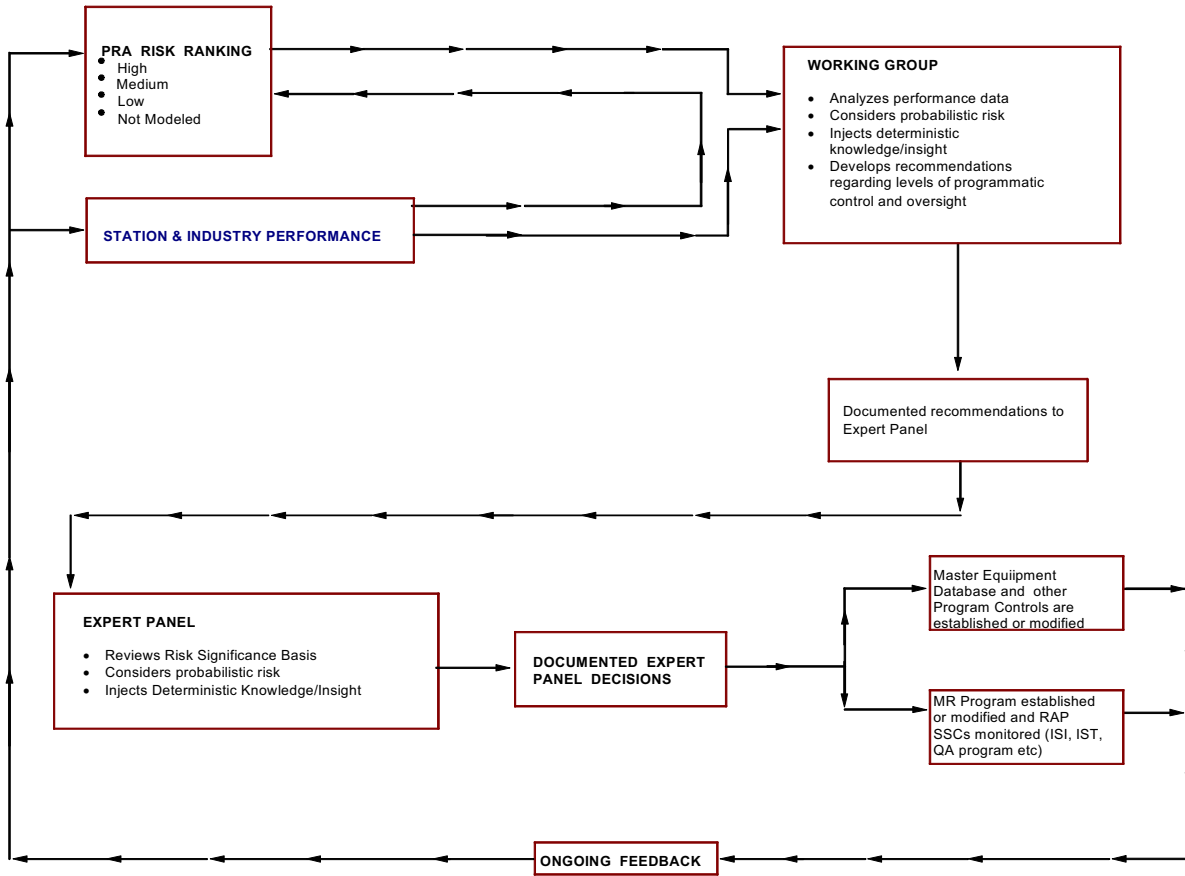 PRA RISK RANKING
• High
• Medium
• Low
• Not Modeled
STATION & INDUSTRY PERFORMANCE
WORKING GROUP
• Analyzes performance data
• Considers probabilistic risk
• Injects deterministic
knowledge/insight
• Develops recommendations
regarding levels of programmatic
control and oversight
Documented recommendations to
Expert Panel
EXPERT PANEL
• Reviews Risk Significance Basis
• Considers probabilistic risk
• Injects Deterministic Knowledge/Insight
DOCUMENTED EXPERT
PANEL DECISIONS
Master Equiipment
Database and other
Program Controls are
established or modified
MR Program established
or modified and RAP
SSCs monitored (ISI, IST,
QA program etc)
ONGOING FEEDBACK